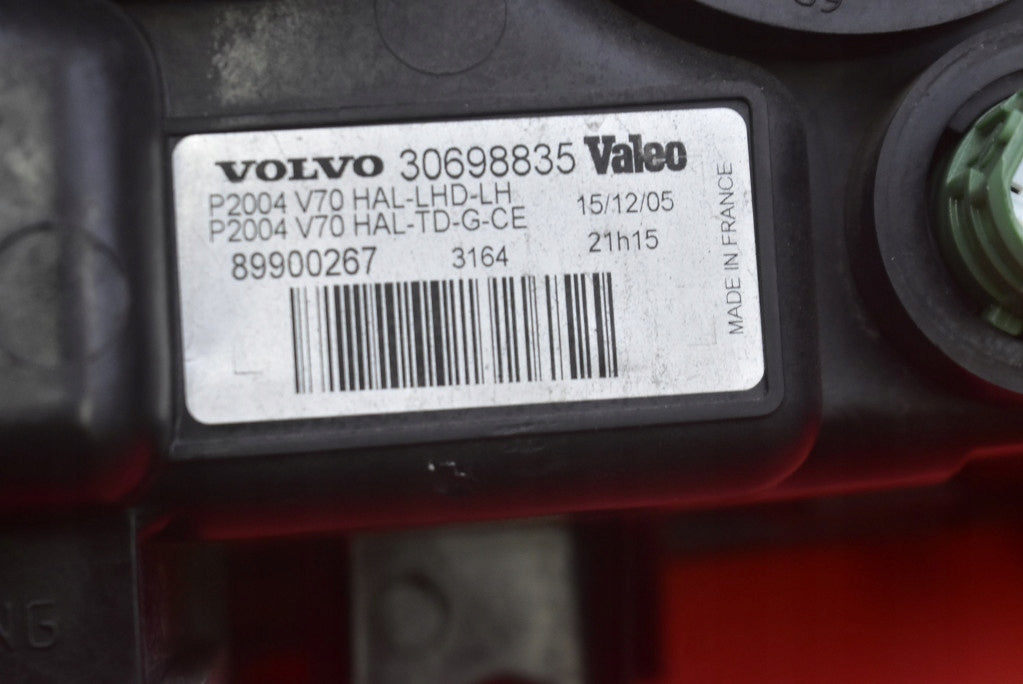 VOLVO 30698835 Valeo
P2004 V70 HAL-LHD-LH 15/12/05
P2004 V70 HAL-TD-G-CE 21h15
89900267 3164
MADE IN FRANCE
NG